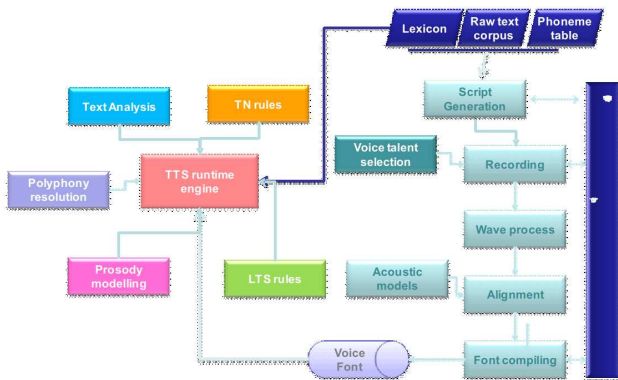 Lexicon
Raw text
corpus
Phoneme
table
Script
Generation
Text Analysis
TN rules
Voice talent
selection
Recording
TTS runtime
engine
Polyphony
resolution
Wave process
Prosody
modelling
LTS rules
Acoustic
models
Alignment
Voice
Font
Font compiling